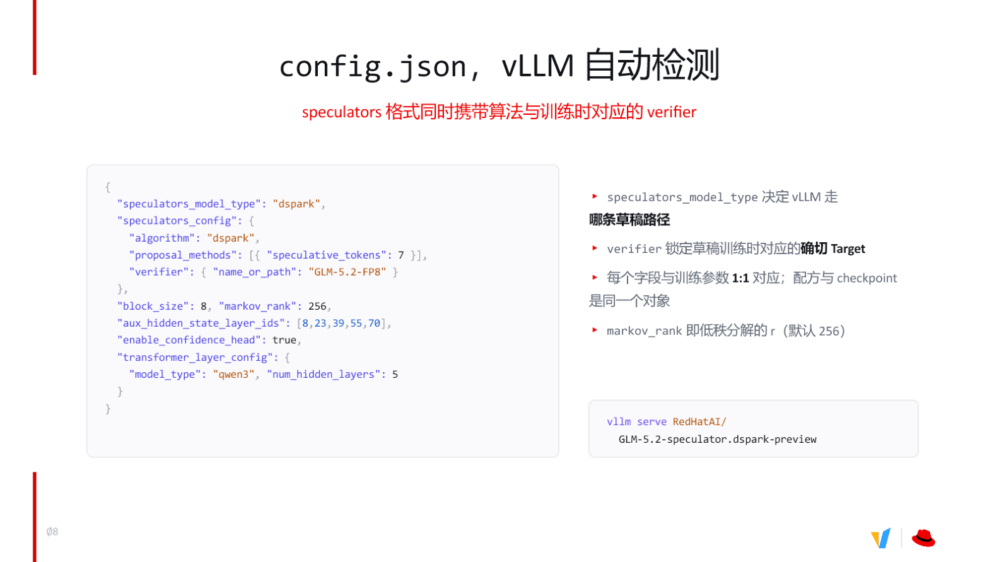 config.json，vLLM 自动检测
speculators 格式同时携带算法与训练时对应的 verifier
{
  "speculators_model_type": "dspark",
  "speculators_config": {
    "algorithm": "dspark",
    "proposal_methods": [{ "speculative_tokens": 7 }],
    "verifier": { "name_or_path": "GLM-5.2-FP8" }
  },
  "block_size": 8, "markov_rank": 256,
  "aux_hidden_state_layer_ids": [8,23,39,55,70],
  "enable_confidence_head": true,
  "transformer_layer_config": {
    "model_type": "qwen3", "num_hidden_layers": 5
  }
}
‣ speculators_model_type 决定 vLLM 走
哪条草稿路径
‣ verifier 锁定草稿训练时对应的确切 Target
‣ 每个字段与训练参数 1:1 对应；配方与 checkpoint
是同一个对象
‣ markov_rank 即低秩分解的 r（默认 256）
vllm serve RedHatAI/
  GLM-5.2-speculator.dspark-preview
08